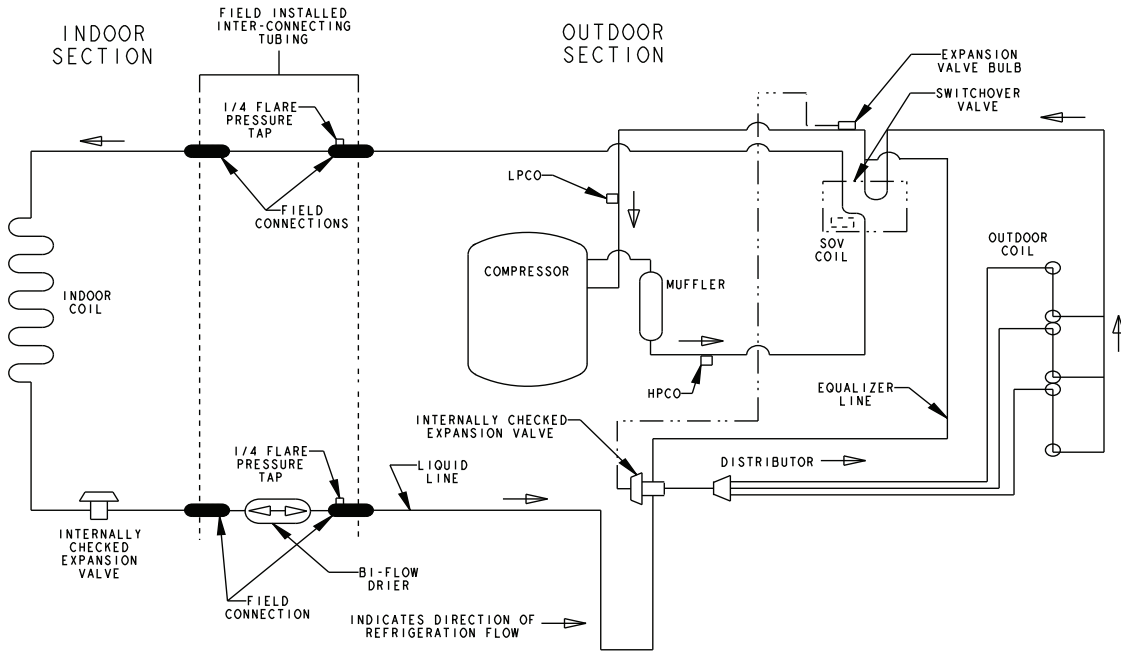 FIELD INSTALLED
INTER-CONNECTING
TUBING
INDOOR
SECTION
OUTDOOR
SECTION
EXPANSION
VALVE BULB
SWITCHOVER
VALVE
1/4 FLARE
PRESSURE
TAP
LPCO
FIELD
CONNECTIONS
SOV
COIL
OUTDOOR
COIL
COMPRESSOR
MUFFLER
INDOOR
COIL
HPCO
EQUALIZER
LINE
INTERNALLY CHECKED
EXPANSION VALVE
1/4 FLARE
PRESSURE
TAP
LIQUID
LINE
DISTRIBUTOR
INTERNALLY
CHECKED
EXPANSION
VALVE
BI-FLOW
DRIER
FIELD
CONNECTION
INDICATES DIRECTION OF
REFRIGERATION FLOW